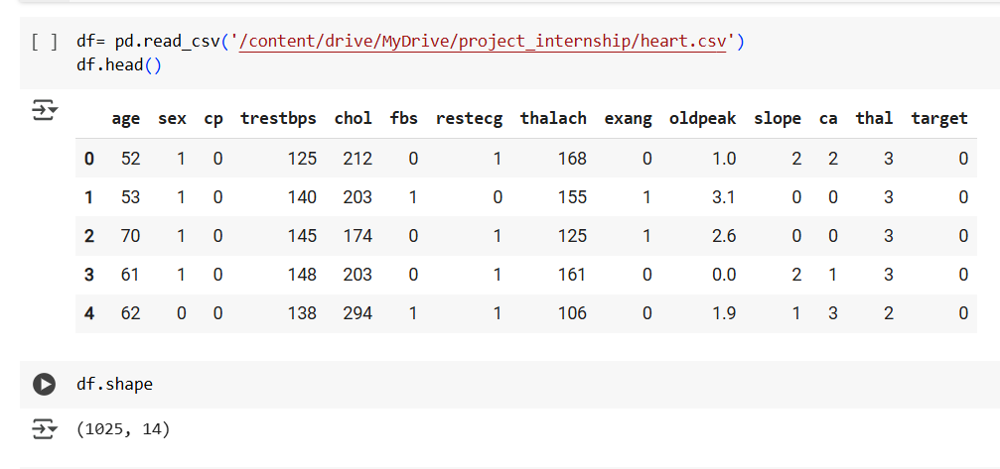 [ ] df= pd.read_csv('/content/drive/MyDrive/project_internship/heart.csv')
df.head()
age sex cp trestbps chol fbs restecg thalach exang oldpeak slope ca thal target
0 52 1 0 125 212 0 1 168 0 1.0 2 2 3 0
1 53 1 0 140 203 1 0 155 1 3.1 0 0 3 0
2 70 1 0 145 174 0 1 125 1 2.6 0 0 3 0
3 61 1 0 148 203 0 1 161 0 0.0 2 1 3 0
4 62 0 0 138 294 1 1 106 0 1.9 1 3 2 0
df.shape
(1025, 14)